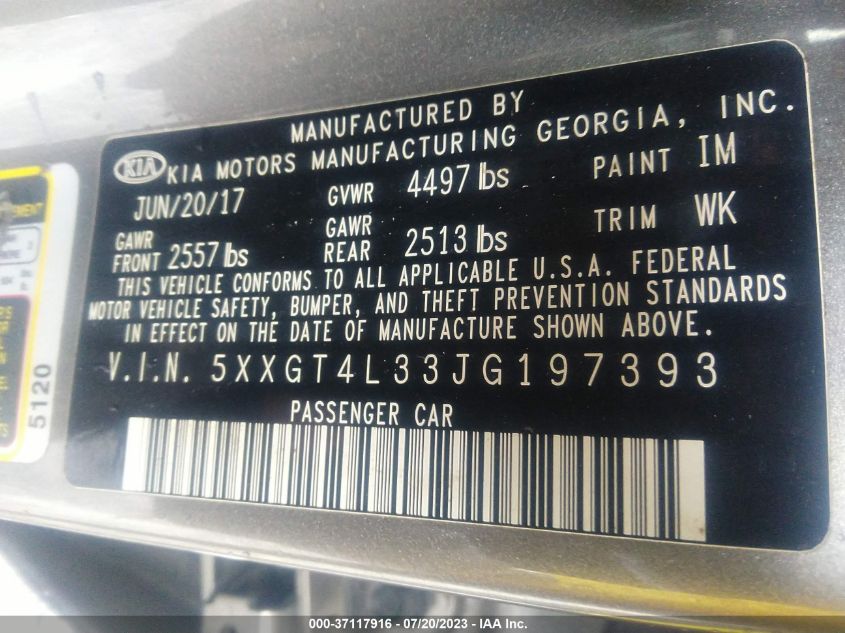 MANUFACTURED BY
KIA KIA MOTORS MANUFACTURING GEORGIA, INC.
JUN/20/17 GVWR 4497 lbs PAINT IM
GAWR FRONT 2557 lbs GAWR REAR 2513 lbs TRIM WK
THIS VEHICLE CONFORMS TO ALL APPLICABLE U.S.A. FEDERAL
MOTOR VEHICLE SAFETY, BUMPER, AND THEFT PREVENTION STANDARDS
IN EFFECT ON THE DATE OF MANUFACTURE SHOWN ABOVE.
V.I.N. 5XXGT4L33JG197393
PASSENGER CAR
5120
000-37117916 - 07/20/2023 - IAA Inc.